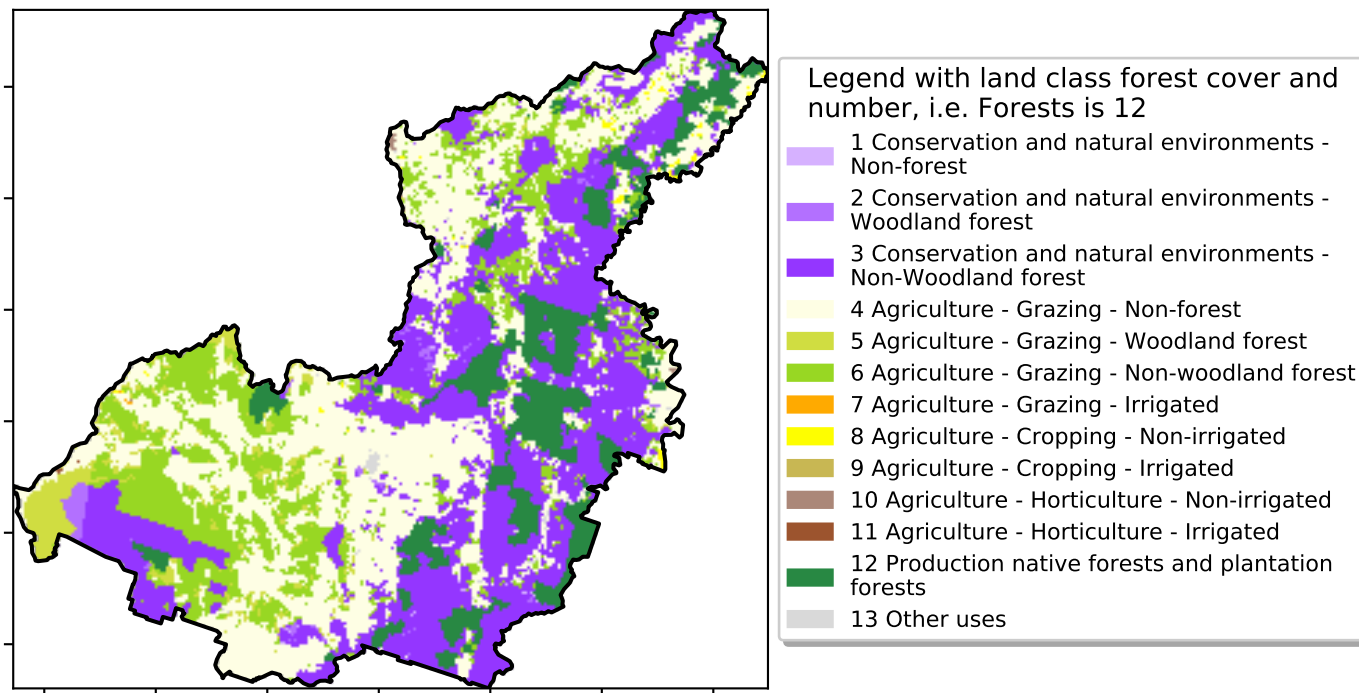 Legend with land class forest cover and
number, i.e. Forests is 12
1 Conservation and natural environments -
Non-forest
2 Conservation and natural environments -
Woodland forest
3 Conservation and natural environments -
Non-Woodland forest
4 Agriculture - Grazing - Non-forest
5 Agriculture - Grazing - Woodland forest
6 Agriculture - Grazing - Non-woodland forest
7 Agriculture - Grazing - Irrigated
8 Agriculture - Cropping - Non-irrigated
9 Agriculture - Cropping - Irrigated
10 Agriculture - Horticulture - Non-irrigated
11 Agriculture - Horticulture - Irrigated
12 Production native forests and plantation
forests
13 Other uses